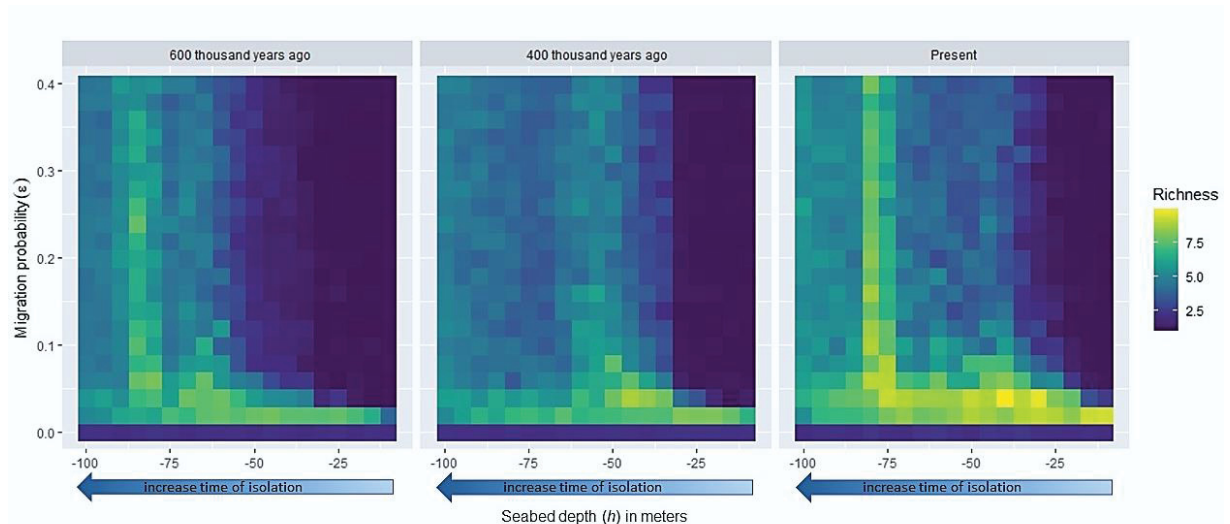 600 thousand years ago 400 thousand years ago Present
Migration probability (ε)
0.4
0.3
0.2
0.1
0.0
Richness
7.5
5.0
2.5
-100 -75 -50 -25 -100 -75 -50 -25 -100 -75 -50 -25
increase time of isolation increase time of isolation increase time of isolation
Seabed depth (h) in meters